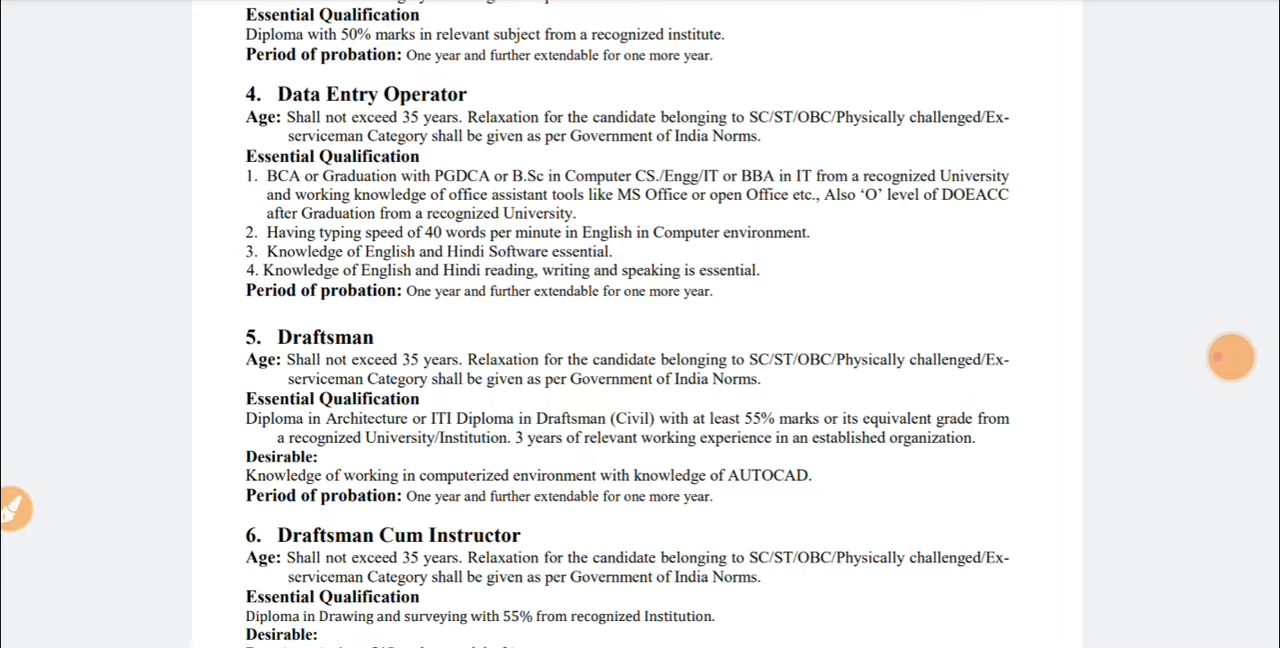 Essential Qualification
Diploma with 50% marks in relevant subject from a recognized institute.
Period of probation: One year and further extendable for one more year.
4. Data Entry Operator
Age: Shall not exceed 35 years. Relaxation for the candidate belonging to SC/ST/OBC/Physically challenged/Ex-
serviceman Category shall be given as per Government of India Norms.
Essential Qualification
1. BCA or Graduation with PGDCA or B.Sc in Computer CS./Engg/IT or BBA in IT from a recognized University
and working knowledge of office assistant tools like MS Office or open Office etc., Also ‘O’ level of DOEACC
after Graduation from a recognized University.
2. Having typing speed of 40 words per minute in English in Computer environment.
3. Knowledge of English and Hindi Software essential.
4. Knowledge of English and Hindi reading, writing and speaking is essential.
Period of probation: One year and further extendable for one more year.
5. Draftsman
Age: Shall not exceed 35 years. Relaxation for the candidate belonging to SC/ST/OBC/Physically challenged/Ex-
serviceman Category shall be given as per Government of India Norms.
Essential Qualification
Diploma in Architecture or ITI Diploma in Draftsman (Civil) with at least 55% marks or its equivalent grade from
a recognized University/Institution. 3 years of relevant working experience in an established organization.
Desirable:
Knowledge of working in computerized environment with knowledge of AUTOCAD.
Period of probation: One year and further extendable for one more year.
6. Draftsman Cum Instructor
Age: Shall not exceed 35 years. Relaxation for the candidate belonging to SC/ST/OBC/Physically challenged/Ex-
serviceman Category shall be given as per Government of India Norms.
Essential Qualification
Diploma in Drawing and surveying with 55% from recognized Institution.
Desirable: